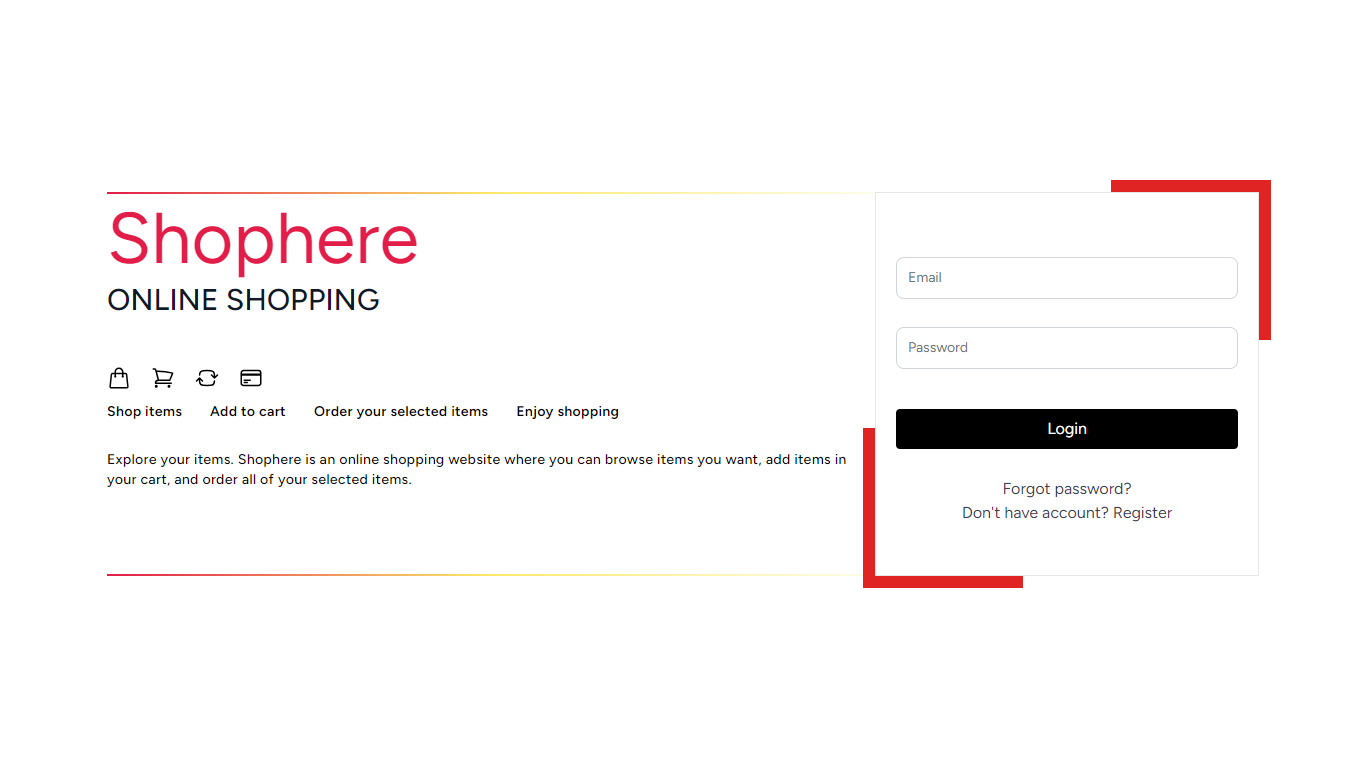 Shophere
ONLINE SHOPPING
Shop items Add to cart Order your selected items Enjoy shopping
Explore your items. Shophere is an online shopping website where you can browse items you want, add items in
your cart, and order all of your selected items.
Email
Password
Login
Forgot password?
Don't have account? Register